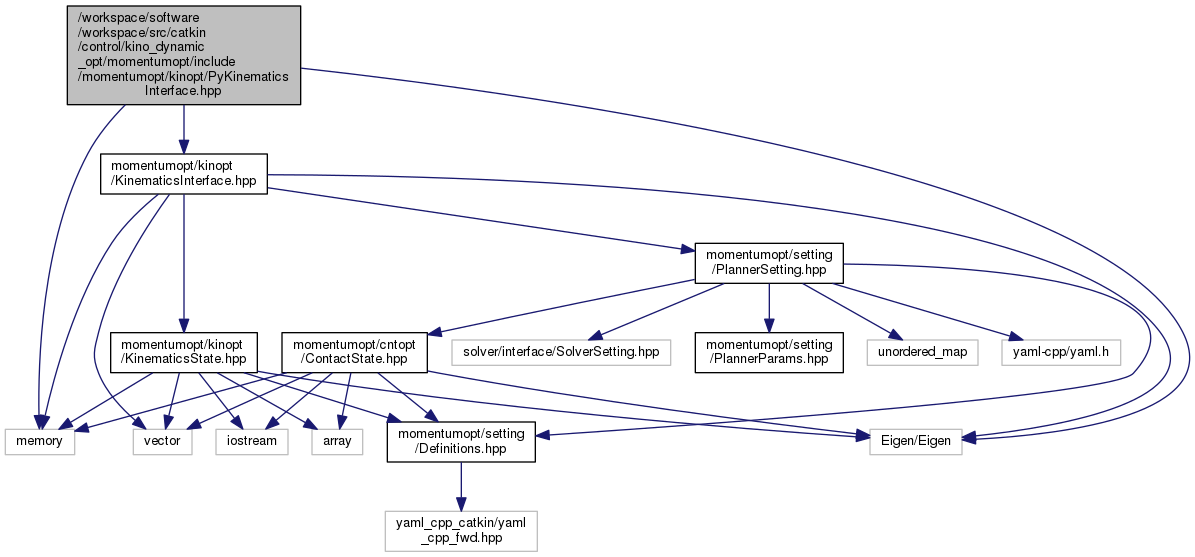 /workspace/software
/workspace/src/catkin
/control/kino_dynamic
_opt/momentumopt/include
/momentumopt/kinopt/PyKinematics
Interface.hpp
momentumopt/kinopt
/KinematicsInterface.hpp
momentumopt/setting
/PlannerSetting.hpp
momentumopt/kinopt
/KinematicsState.hpp
momentumopt/cntopt
/ContactState.hpp
solver/interface/SolverSetting.hpp
momentumopt/setting
/PlannerParams.hpp
unordered_map
yaml-cpp/yaml.h
memory
vector
iostream
array
momentumopt/setting
/Definitions.hpp
Eigen/Eigen
yaml_cpp_catkin/yaml
_cpp_fwd.hpp